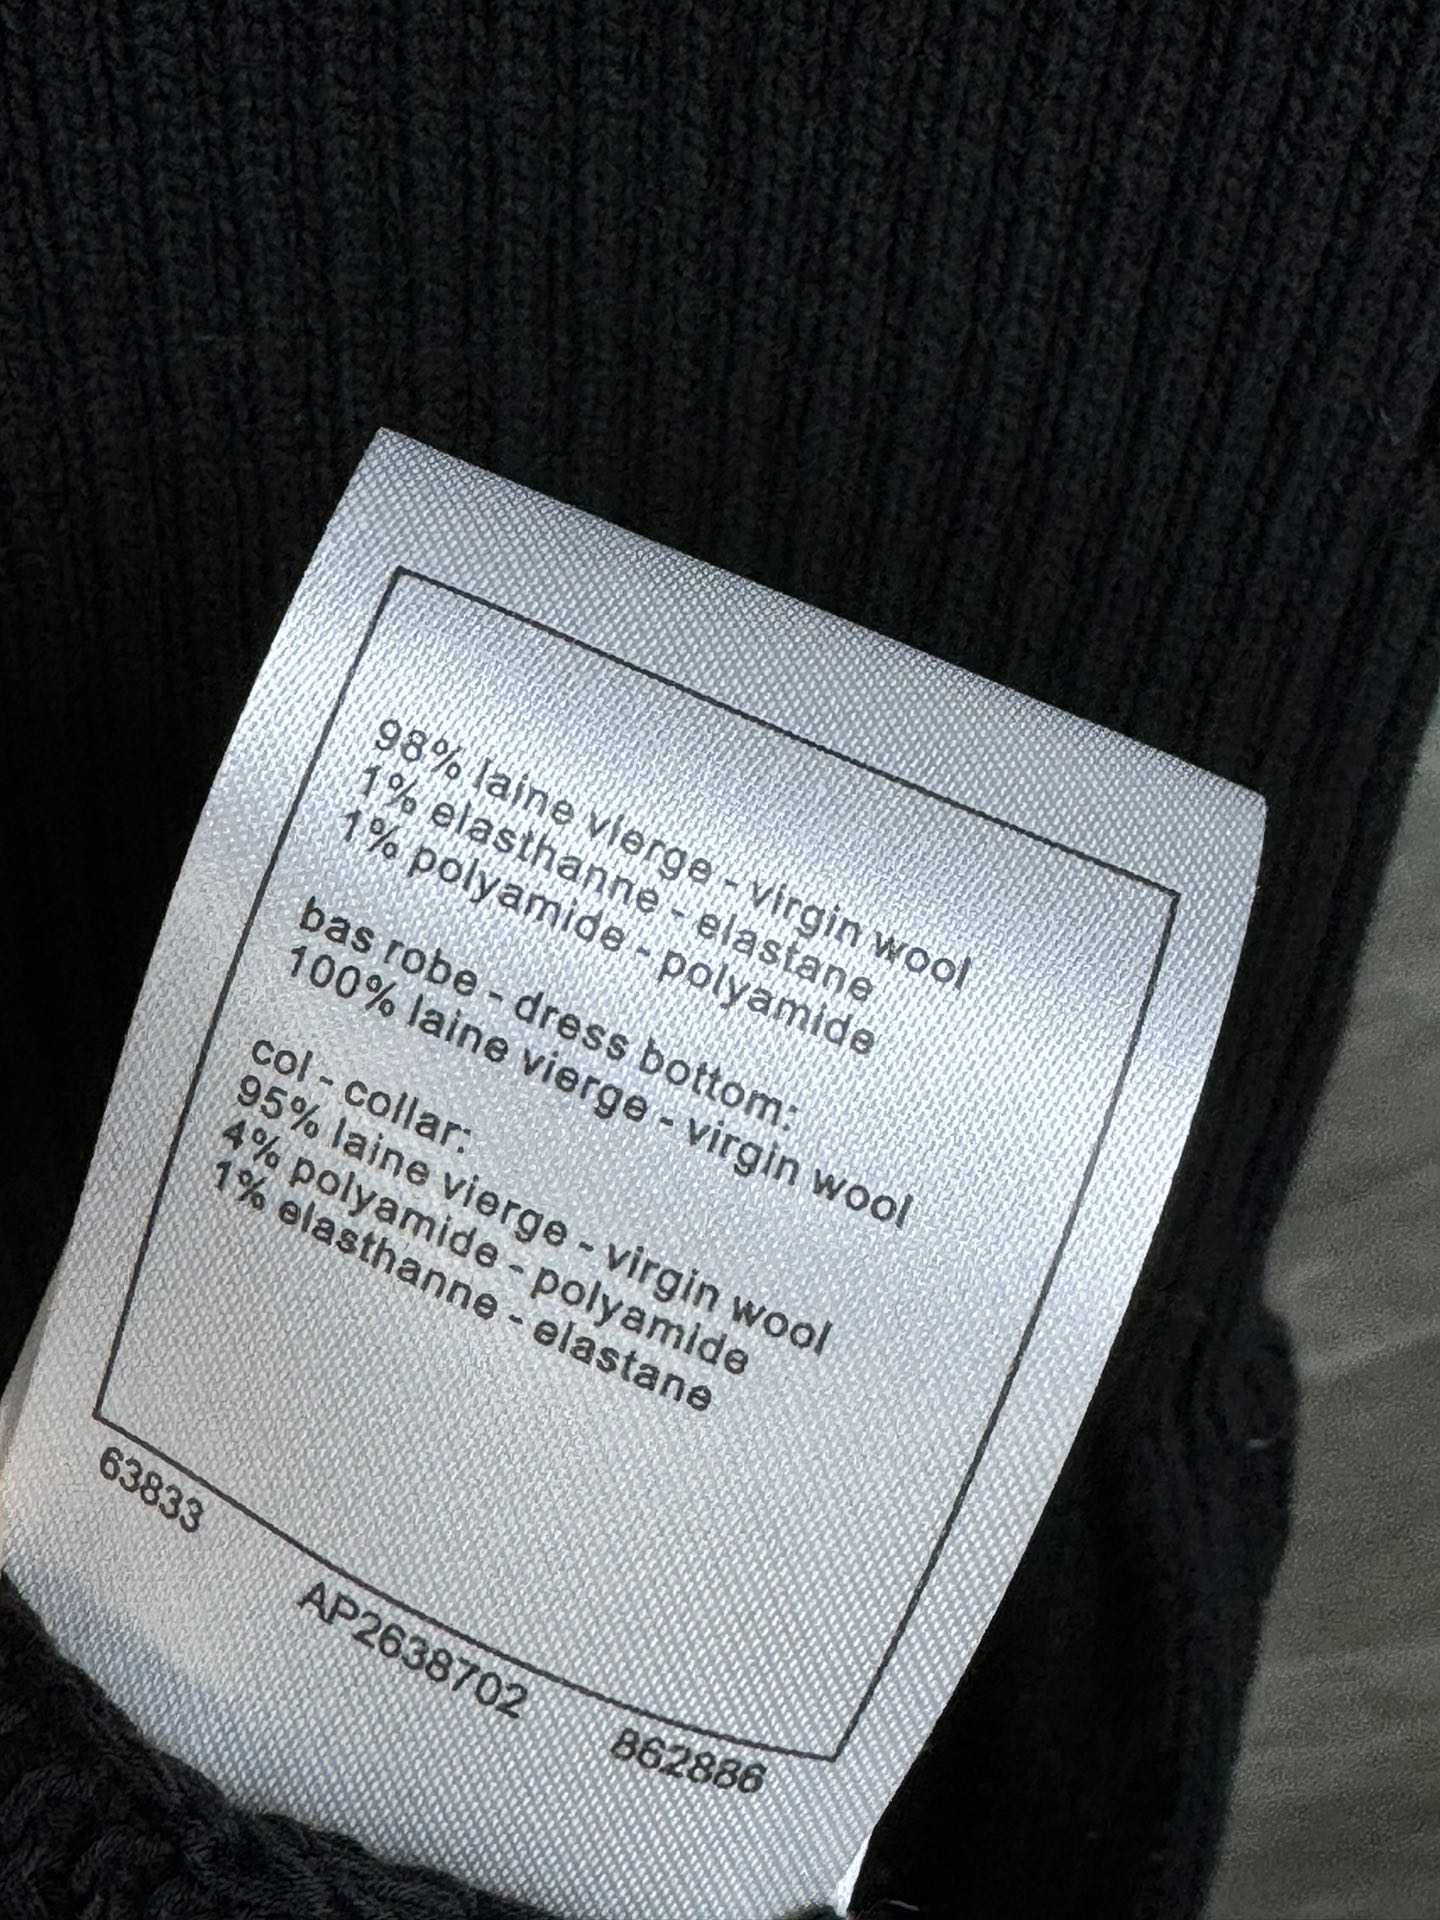 98% laine vierge - virgin wool
1% elasthanne - elastane
1% polyamide - polyamide
bas robe - dress bottom:
100% laine vierge - virgin wool
col - collar:
95% laine vierge - virgin wool
4% polyamide - polyamide
1% elasthanne - elastane
63833 AP2638702 862886